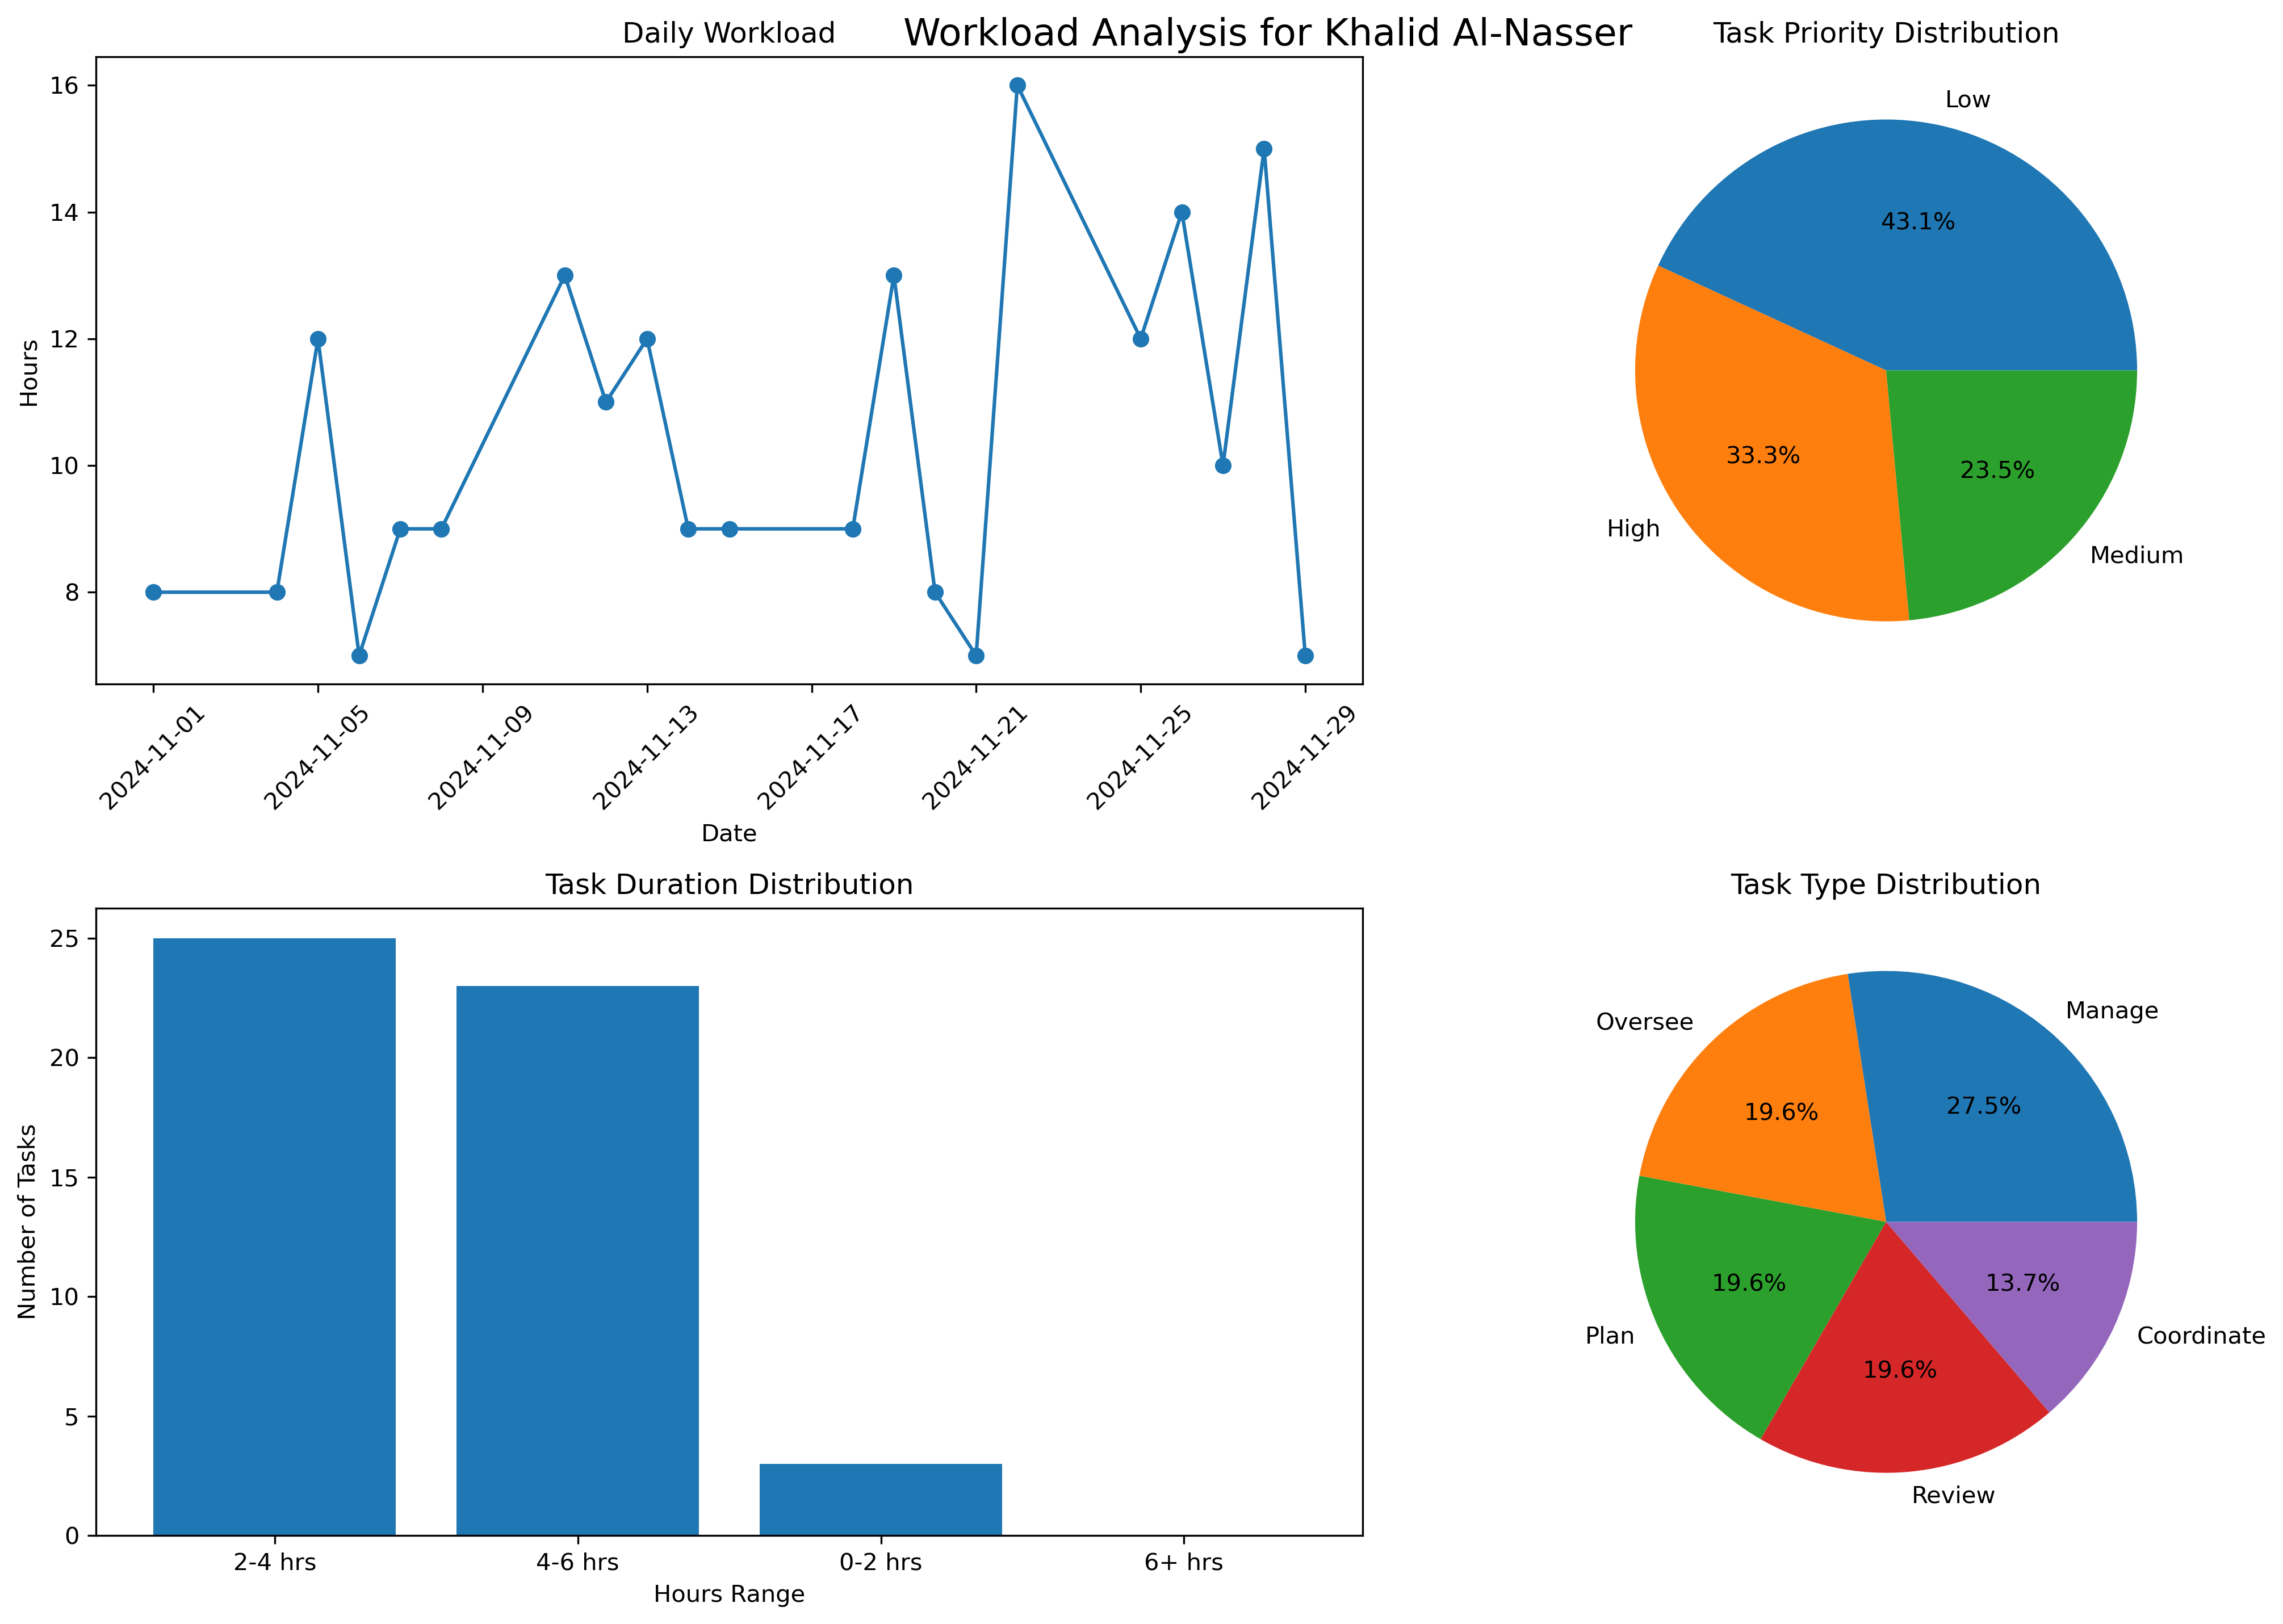 Workload Analysis for Khalid Al-Nasser
Daily Workload
Hours
16
14
12
10
8
2024-11-01
2024-11-05
2024-11-09
2024-11-13
2024-11-17
2024-11-21
2024-11-25
2024-11-29
Date
Task Priority Distribution
Low
43.1%
33.3%
23.5%
High
Medium
Task Duration Distribution
Number of Tasks
25
20
15
10
5
0
2-4 hrs
4-6 hrs
0-2 hrs
6+ hrs
Hours Range
Task Type Distribution
Manage
Oversee
27.5%
19.6%
19.6%
13.7%
Plan
Coordinate
19.6%
Review